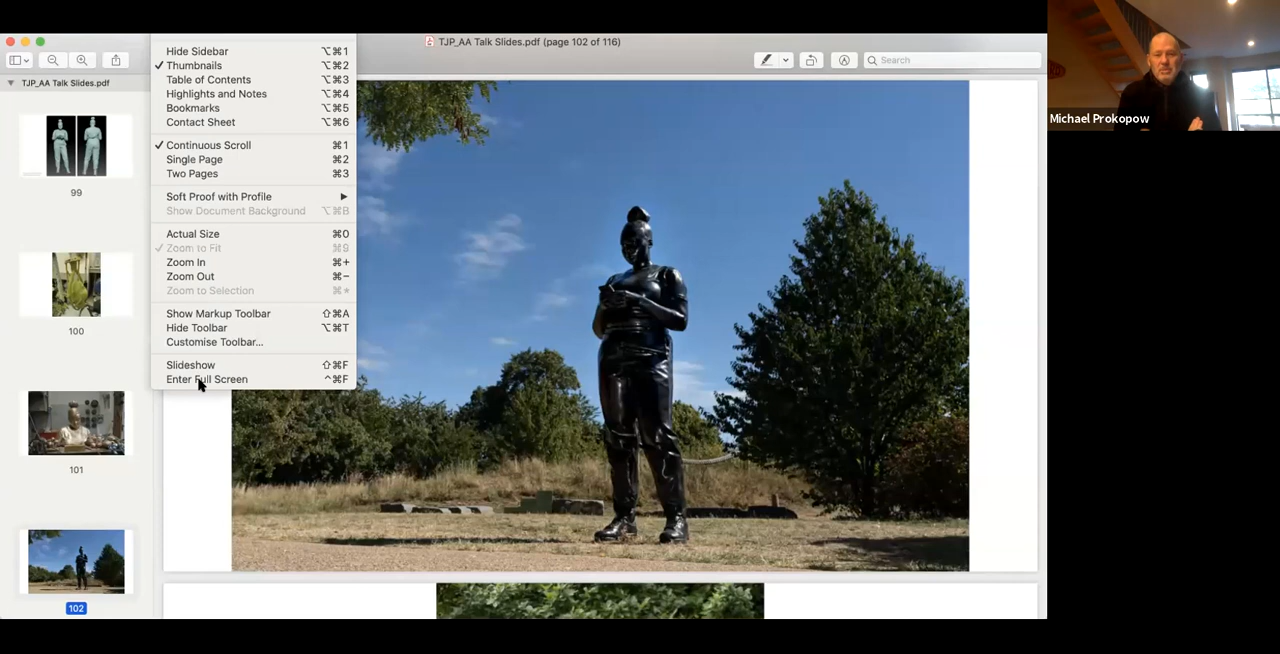 TJP_AA Talk Slides.pdf (page 102 of 116)
Search
TJP_AA Talk Slides.pdf
99
100
101
102
Hide Sidebar ⌥⌘1
✓ Thumbnails ⌥⌘2
Table of Contents ⌥⌘3
Highlights and Notes ⌥⌘4
Bookmarks ⌥⌘5
Contact Sheet ⌥⌘6
✓ Continuous Scroll ⌘1
Single Page ⌘2
Two Pages ⌘3
Soft Proof with Profile ▶
Show Document Background ⌥⌘B
Actual Size ⌘0
✓ Zoom to Fit ⌘9
Zoom In ⌘+
Zoom Out ⌘−
Zoom to Selection ⌘*
Show Markup Toolbar ⇧⌘A
Hide Toolbar ⌥⌘T
Customise Toolbar...
Slideshow ⇧⌘F
Enter Full Screen ^⌘F
Michael Prokopow